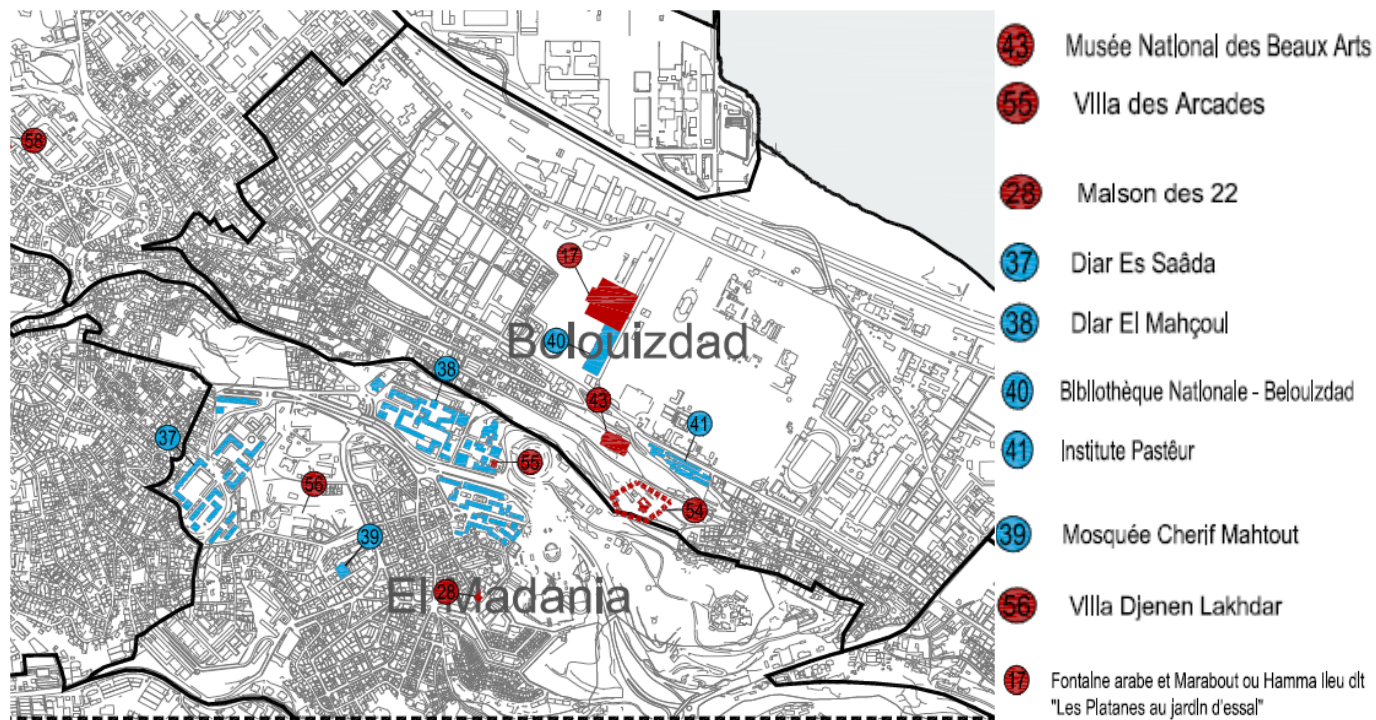 58
17
Belouizdad
40
38
43
41
37
55
56
54
39
28
El Madania
43 Musée National des Beaux Arts
55 VIlla des Arcades
28 Maison des 22
37 Diar Es Saâda
38 DIar El Mahçoul
40 BIbliothèque Nationale - BelouIzdad
41 Institute Pastêur
39 Mosquée Cherif Mahtout
56 VIlla Djenen Lakhdar
17 Fontaine arabe et Marabout ou Hamma lieu dit
"Les Platanes au jardin d'essai"